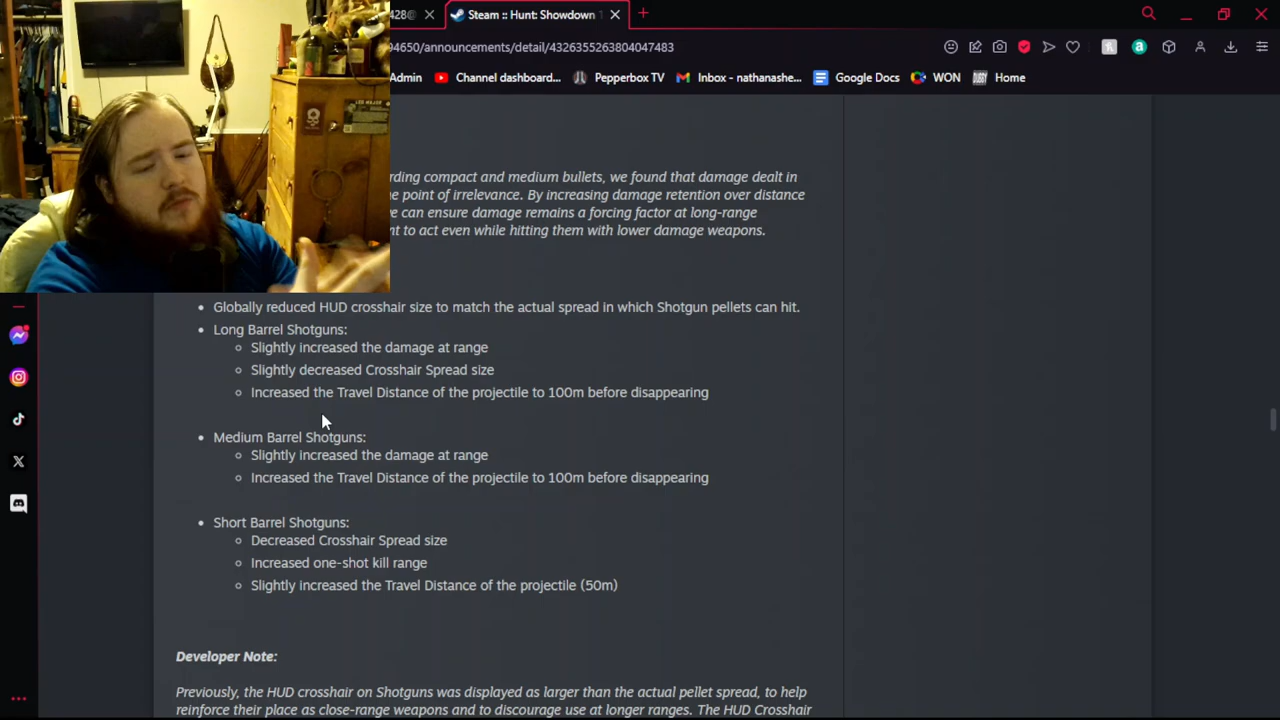 428@
Steam :: Hunt: Showdown 1
94650/announcements/detail/4326355263804047483
Admin
Channel dashboard...
Pepperbox TV
Inbox - nathanashe...
Google Docs
WON
Home
rding compact and medium bullets, we found that damage dealt in
e point of irrelevance. By increasing damage retention over distance
e can ensure damage remains a forcing factor at long-range
nt to act even while hitting them with lower damage weapons.
Globally reduced HUD crosshair size to match the actual spread in which Shotgun pellets can hit.
Long Barrel Shotguns:
Slightly increased the damage at range
Slightly decreased Crosshair Spread size
Increased the Travel Distance of the projectile to 100m before disappearing
Medium Barrel Shotguns:
Slightly increased the damage at range
Increased the Travel Distance of the projectile to 100m before disappearing
Short Barrel Shotguns:
Decreased Crosshair Spread size
Increased one-shot kill range
Slightly increased the Travel Distance of the projectile (50m)
Developer Note:
Previously, the HUD crosshair on Shotguns was displayed as larger than the actual pellet spread, to help
reinforce their place as close-range weapons and to discourage use at longer ranges. The HUD Crosshair